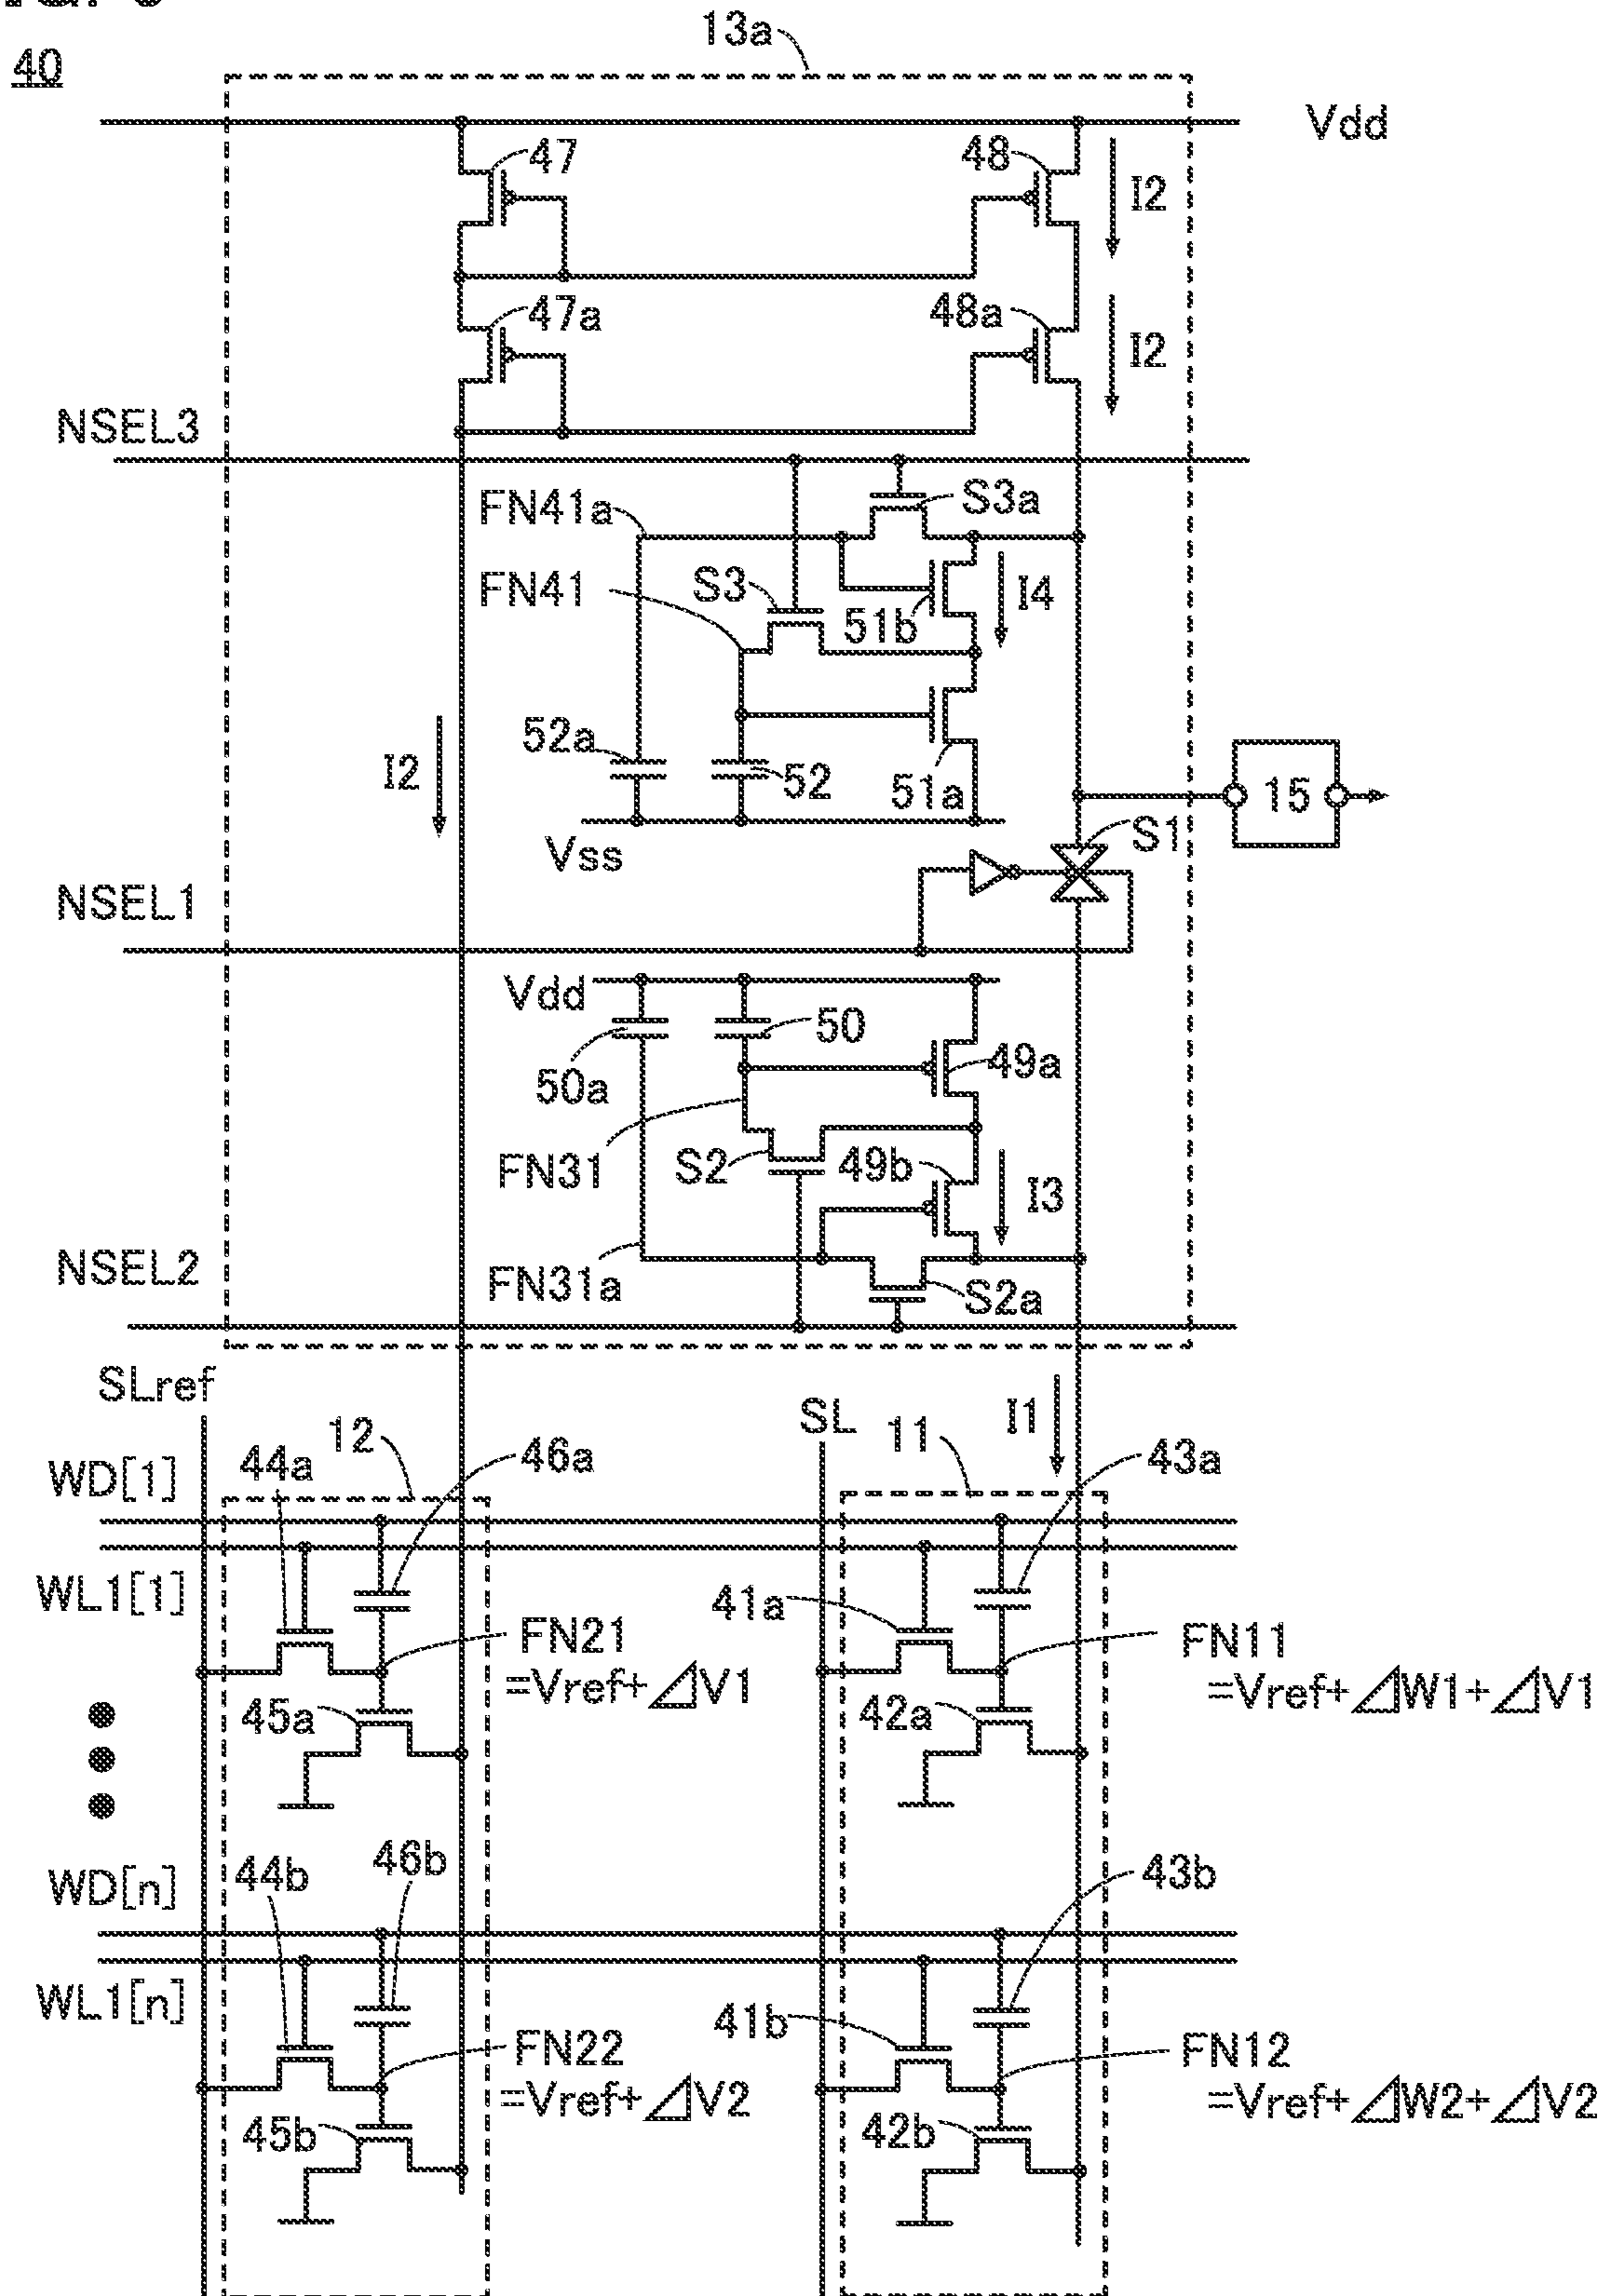 40
13a
Vdd
47
48
I2
47a
48a
I2
NSEL3
FN41a
S3a
FN41
S3
51b
I4
52a
52
51a
I2
15
Vss
S1
NSEL1
Vdd
50
50a
49a
FN31
S2
49b
I3
FN31a
S2a
NSEL2
SLref
12
SL
11
I1
WD[1]
44a
46a
43a
WL1[1]
41a
FN21
=Vref+⊿V1
FN11
=Vref+⊿W1+⊿V1
45a
42a
WD[n]
44b
46b
43b
WL1[n]
41b
FN22
=Vref+⊿V2
FN12
=Vref+⊿W2+⊿V2
45b
42b